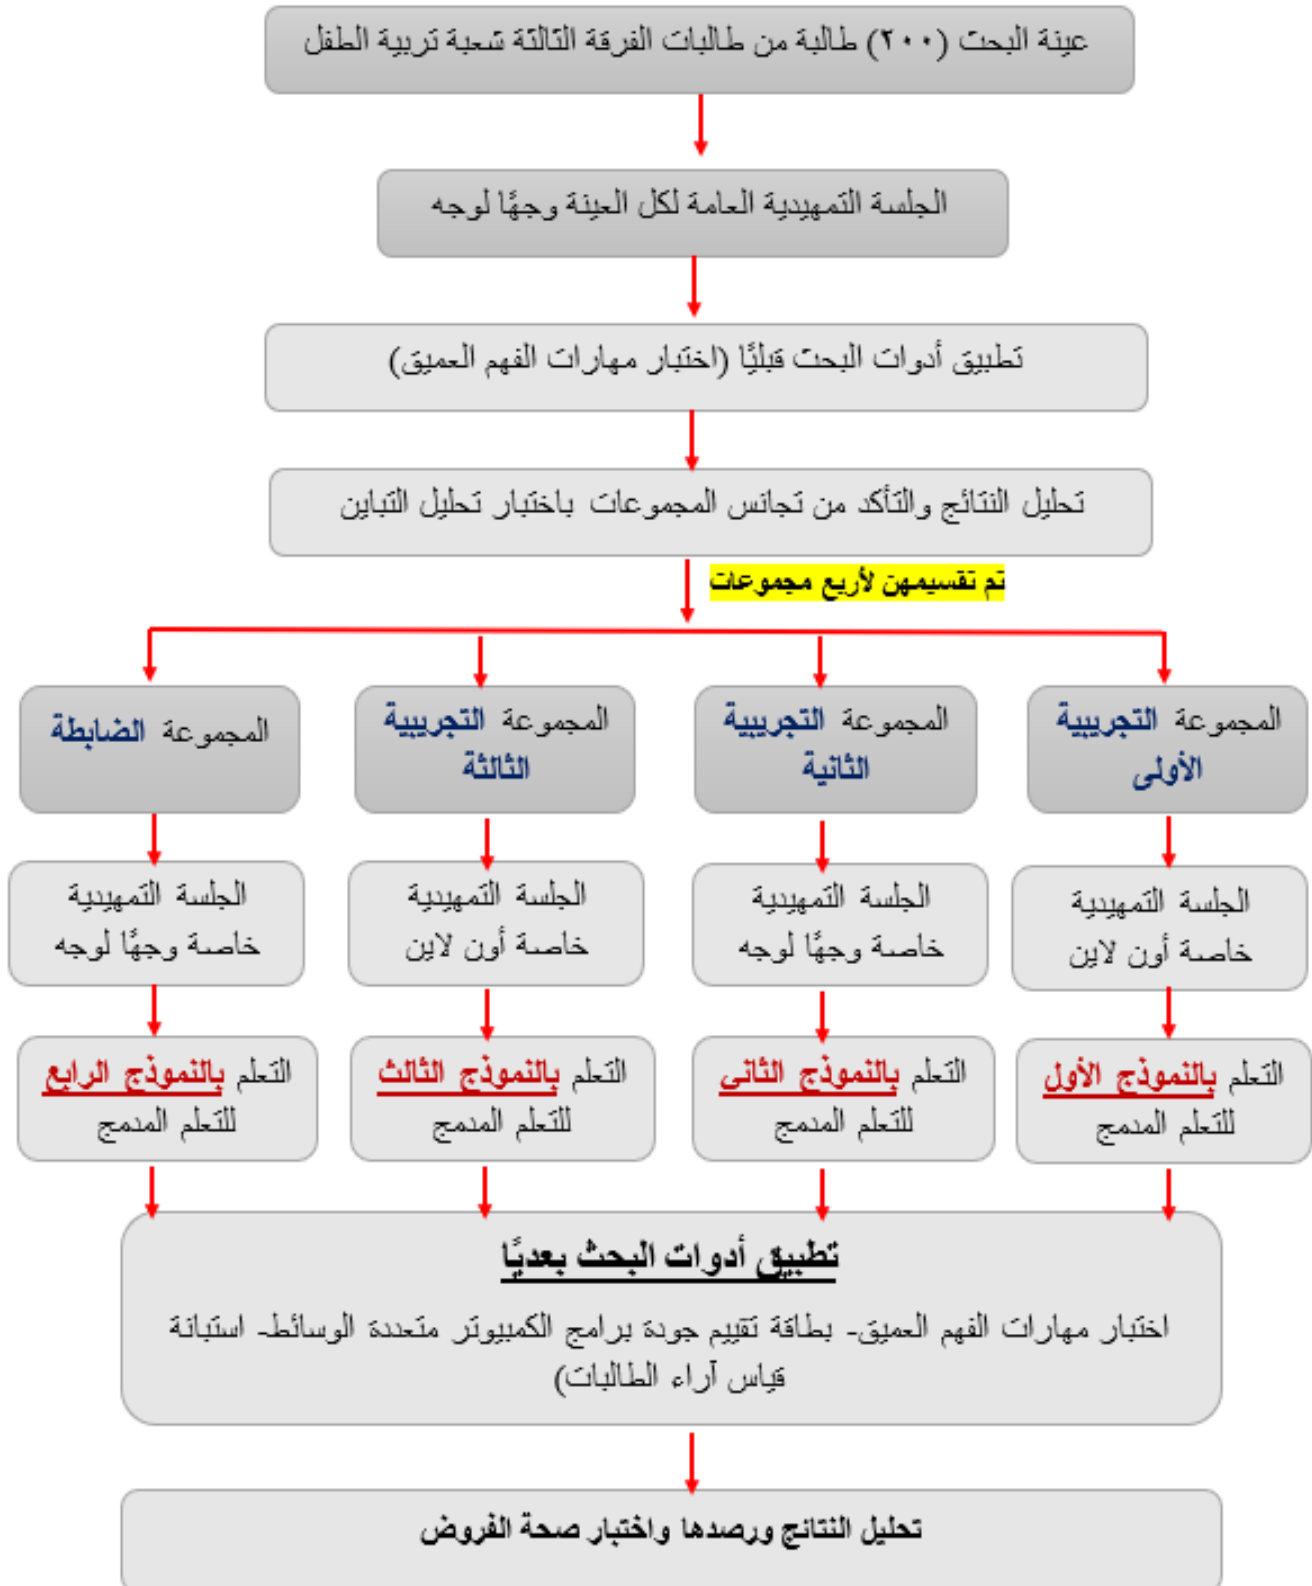 عينة البحث (٢٠٠) طالبة من طالبات الفرقة الثالثة شعبة تربية الطفل
الجلسة التمهيدية العامة لكل العينة وجهًا لوجه
تطبيق أدوات البحث قبليًا (اختبار مهارات الفهم العميق)
تحليل النتائج والتأكد من تجانس المجموعات باختبار تحليل التباين
تم تقسيمهن لأربع مجموعات
المجموعة التجريبية
الأولى
المجموعة التجريبية
الثانية
المجموعة التجريبية
الثالثة
المجموعة الضابطة
الجلسة التمهيدية
خاصة أون لاين
الجلسة التمهيدية
خاصة وجهًا لوجه
الجلسة التمهيدية
خاصة أون لاين
الجلسة التمهيدية
خاصة وجهًا لوجه
التعلم بالنموذج الأول
للتعلم المدمج
التعلم بالنموذج الثانى
للتعلم المدمج
التعلم بالنموذج الثالث
للتعلم المدمج
التعلم بالنموذج الرابع
للتعلم المدمج
تطبيق أدوات البحث بعديًا
اختبار مهارات الفهم العميق- بطاقة تقييم جودة برامج الكمبيوتر متعددة الوسائط- استبانة
قياس آراء الطالبات)
تحليل النتائج ورصدها واختبار صحة الفروض